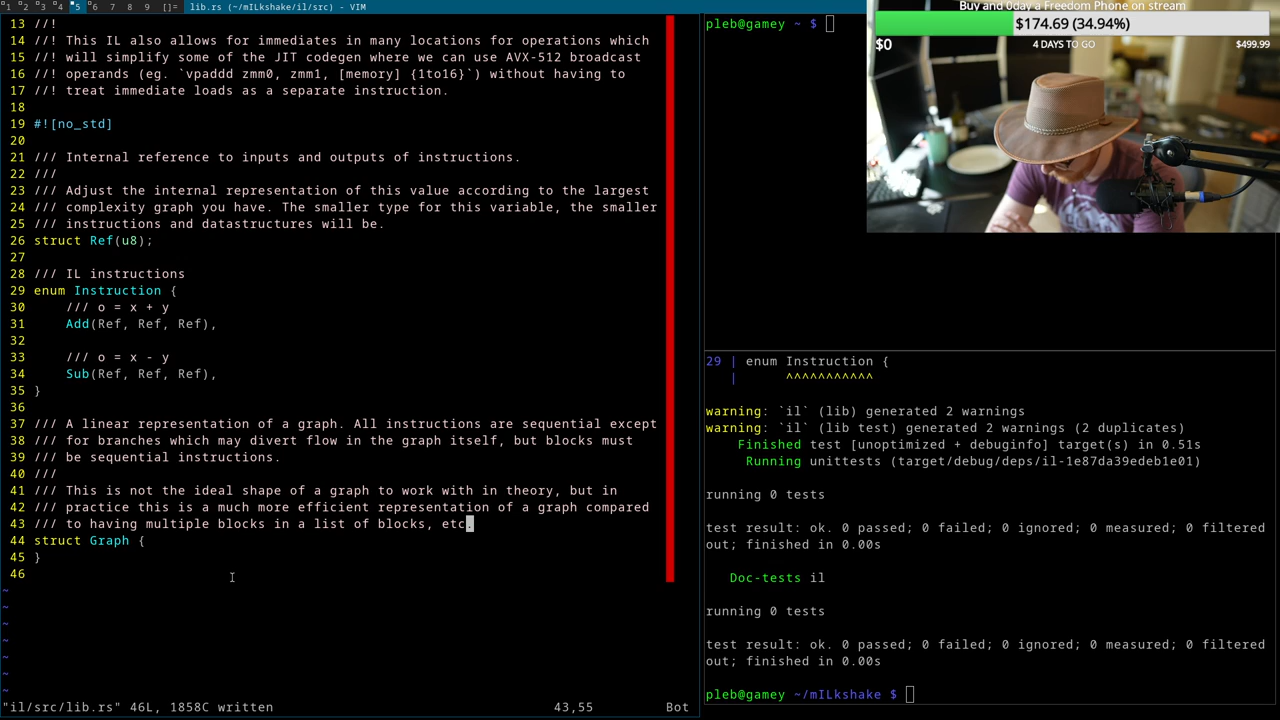 1 2 3 4 5 6 7 8 9 []= lib.rs (~/mILkshake/il/src) - VIM
13 //!
14 //! This IL also allows for immediates in many locations for operations which
15 //! will simplify some of the JIT codegen where we can use AVX-512 broadcast
16 //! operands (eg. `vpaddd zmm0, zmm1, [memory] {1to16}`) without having to
17 //! treat immediate loads as a separate instruction.
18
19 #![no_std]
20
21 /// Internal reference to inputs and outputs of instructions.
22 ///
23 /// Adjust the internal representation of this value according to the largest
24 /// complexity graph you have. The smaller type for this variable, the smaller
25 /// instructions and datastructures will be.
26 struct Ref(u8);
27
28 /// IL instructions
29 enum Instruction {
30 /// o = x + y
31 Add(Ref, Ref, Ref),
32
33 /// o = x - y
34 Sub(Ref, Ref, Ref),
35 }
36
37 /// A linear representation of a graph. All instructions are sequential except
38 /// for branches which may divert flow in the graph itself, but blocks must
39 /// be sequential instructions.
40 ///
41 /// This is not the ideal shape of a graph to work with in theory, but in
42 /// practice this is a much more efficient representation of a graph compared
43 /// to having multiple blocks in a list of blocks, etc.
44 struct Graph {
45 }
46
~
~
~
~
~
~
~
"il/src/lib.rs" 46L, 1858C written 43,55 Bot
pleb@gamey ~ $
Buy and 0day a Freedom Phone on stream
$174.69 (34.94%)
$0 4 DAYS TO GO $499.99
29 | enum Instruction {
| ^^^^^^^^^^^
warning: `il` (lib) generated 2 warnings
warning: `il` (lib test) generated 2 warnings (2 duplicates)
Finished test [unoptimized + debuginfo] target(s) in 0.51s
Running unittests (target/debug/deps/il-1e87da39edeb1e01)
running 0 tests
test result: ok. 0 passed; 0 failed; 0 ignored; 0 measured; 0 filtered
out; finished in 0.00s
Doc-tests il
running 0 tests
test result: ok. 0 passed; 0 failed; 0 ignored; 0 measured; 0 filtered
out; finished in 0.00s
pleb@gamey ~/mILkshake $